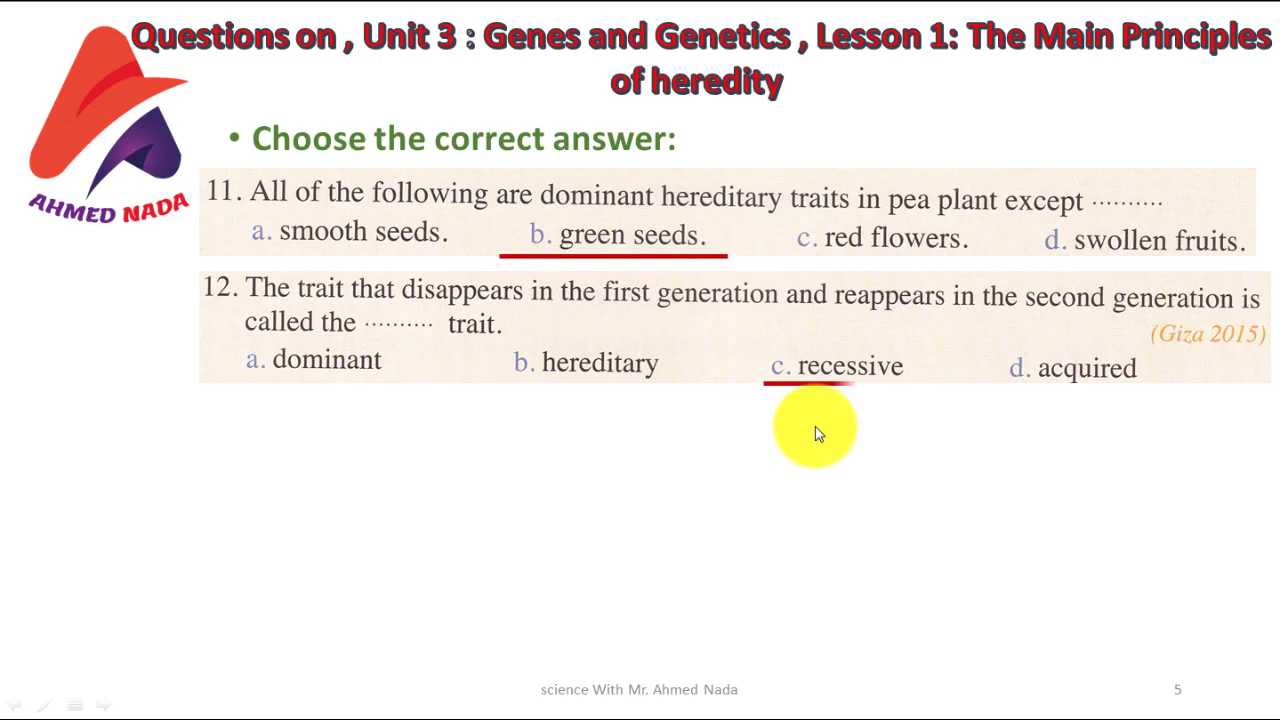 Questions on , Unit 3 : Genes and Genetics , Lesson 1: The Main Principles
of heredity
AHMED NADA
• Choose the correct answer:
11. All of the following are dominant hereditary traits in pea plant except ..........
a. smooth seeds. b. green seeds. c. red flowers. d. swollen fruits.
12. The trait that disappears in the first generation and reappears in the second generation is
called the .......... trait. (Giza 2015)
a. dominant b. hereditary c. recessive d. acquired
science With Mr. Ahmed Nada 5